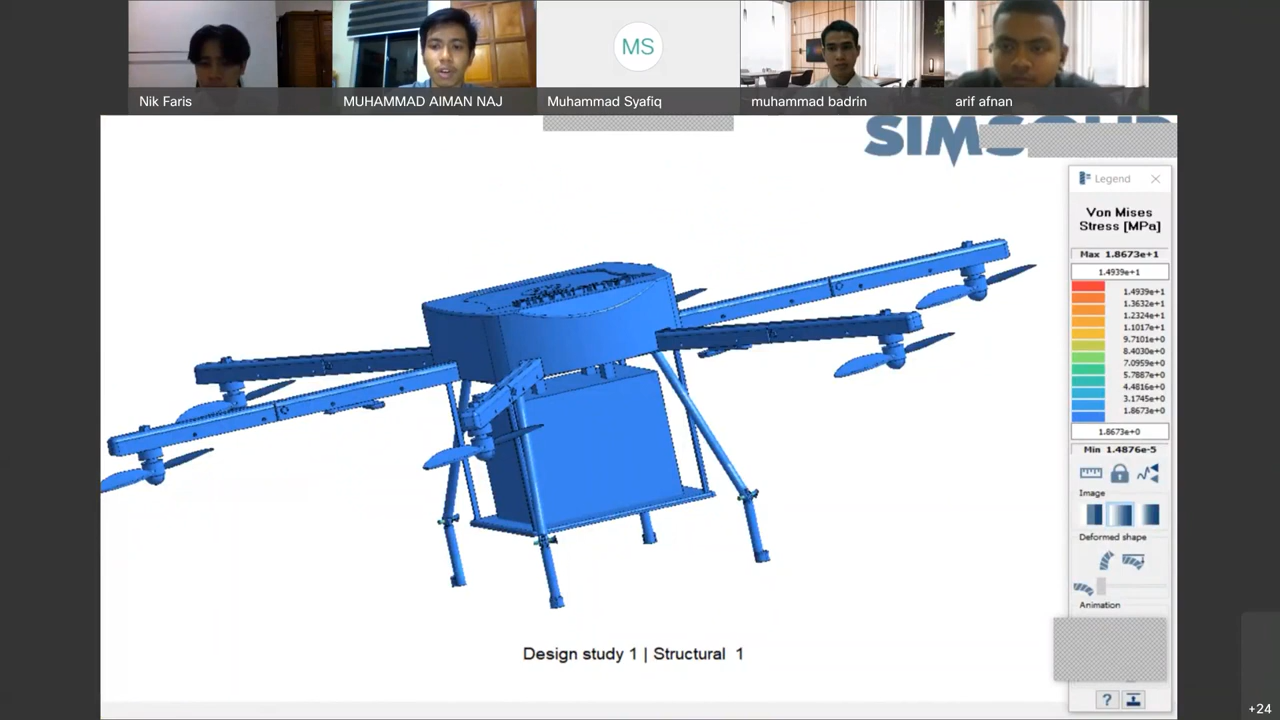 MS
Nik Faris
MUHAMMAD AIMAN NAJ
Muhammad Syafiq
muhammad badrin
arif afnan
Legend
Von Mises
Stress [MPa]
Max 1.8673e+1
1.4939e+1
1.4939e+1
1.3632e+1
1.2324e+1
1.1017e+1
9.7101e+0
8.4030e+0
7.0959e+0
5.7887e+0
4.4816e+0
3.1745e+0
1.8673e+0
1.8673e+0
Min 1.4876e-5
Image
Deformed shape
Animation
Design study 1 | Structural 1
?
+24